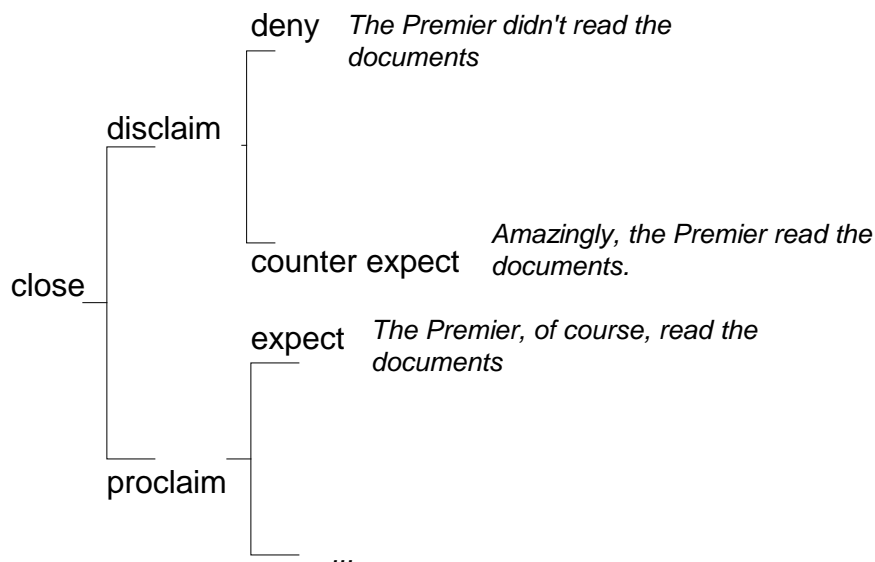 deny
The Premier didn't read the
documents
disclaim
Amazingly, the Premier read the
documents.
counter expect
close
expect
The Premier, of course, read the
documents
proclaim